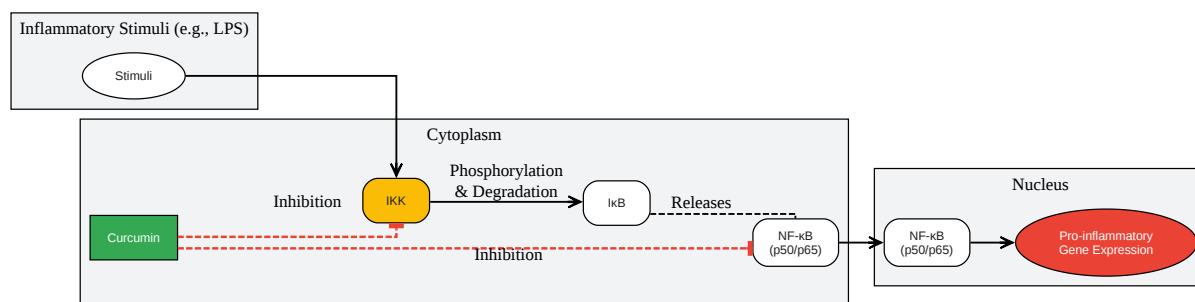 Inflammatory Stimuli (e.g., LPS)
Stimuli
Cytoplasm
Phosphorylation
& Degradation
Inhibition
IKK
IκB
Releases
Curcumin
Inhibition
NF-κB
(p50/p65)
Nucleus
NF-κB
(p50/p65)
Pro-inflammatory
Gene Expression